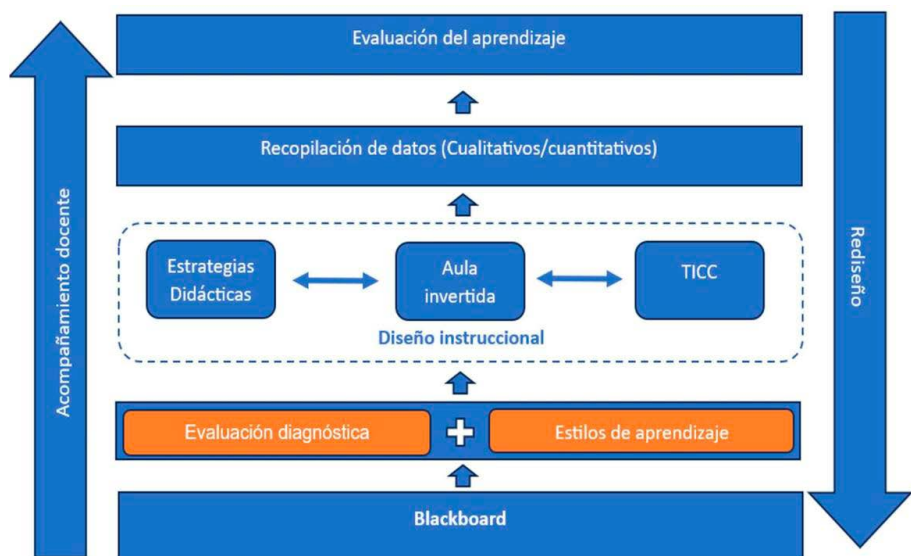 Evaluación del aprendizaje
Recopilación de datos (Cualitativos/cuantitativos)
Estrategias
Didácticas
Aula
invertida
TICC
Diseño instruccional
Evaluación diagnóstica
+
Estilos de aprendizaje
Blackboard
Acompañamiento docente
Rediseño